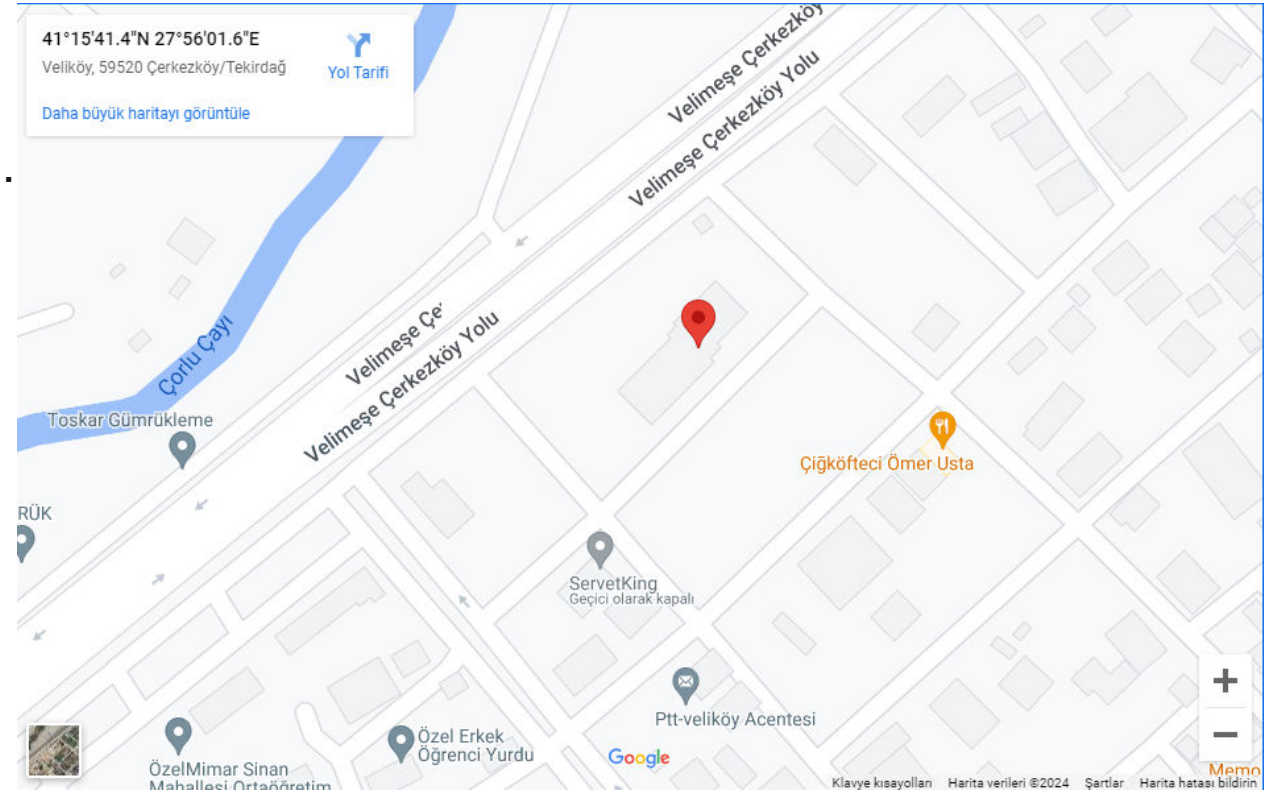 41°15'41.4"N 27°56'01.6"E
Veliköy, 59520 Çerkezköy/Tekirdağ
Yol Tarifi
Daha büyük haritayı görüntüle
Velimeşe Çerkezköy
Velimeşe Çerkezköy Yolu
Çorlu Çayı
Velimeşe Çe
Velimeşe Çerkezköy Yolu
Toskar Gümrükleme
Çiğköfteci Ömer Usta
RÜK
ServetKing
Geçici olarak kapalı
Ptt-veliköy Acentesi
Özel Erkek
Öğrenci Yurdu
Google
ÖzelMimar Sinan
Mahallesi Ortaöğretim
Memo
Klavye kısayolları Harita verileri ©2024 Şartlar Harita hatası bildirin